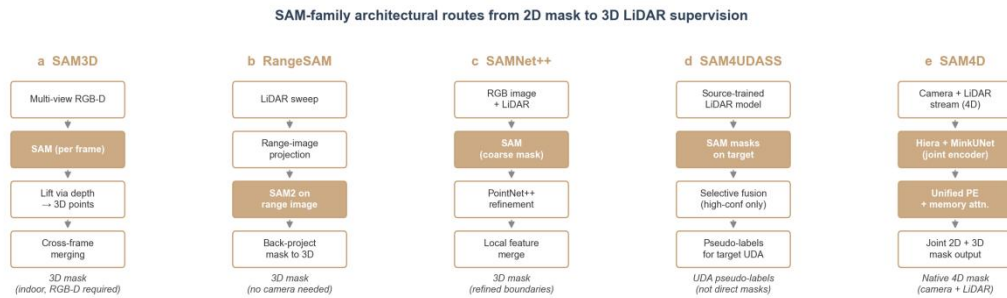 SAM-family architectural routes from 2D mask to 3D LiDAR supervision
a SAM3D
Multi-view RGB-D
SAM (per frame)
Lift via depth
→ 3D points
Cross-frame
merging
3D mask
(indoor, RGB-D required)
b RangeSAM
LiDAR sweep
Range-image
projection
SAM2 on
range image
Back-project
mask to 3D
3D mask
(no camera needed)
c SAMNet++
RGB image
+ LiDAR
SAM
(coarse mask)
PointNet++
refinement
Local feature
merge
3D mask
(refined boundaries)
d SAM4UDASS
Source-trained
LiDAR model
SAM masks
on target
Selective fusion
(high-conf only)
Pseudo-labels
for target UDA
UDA pseudo-labels
(not direct masks)
e SAM4D
Camera + LiDAR
stream (4D)
Hiera + MinkUNet
(joint encoder)
Unified PE
+ memory attn.
Joint 2D + 3D
mask output
Native 4D mask
(camera + LiDAR)